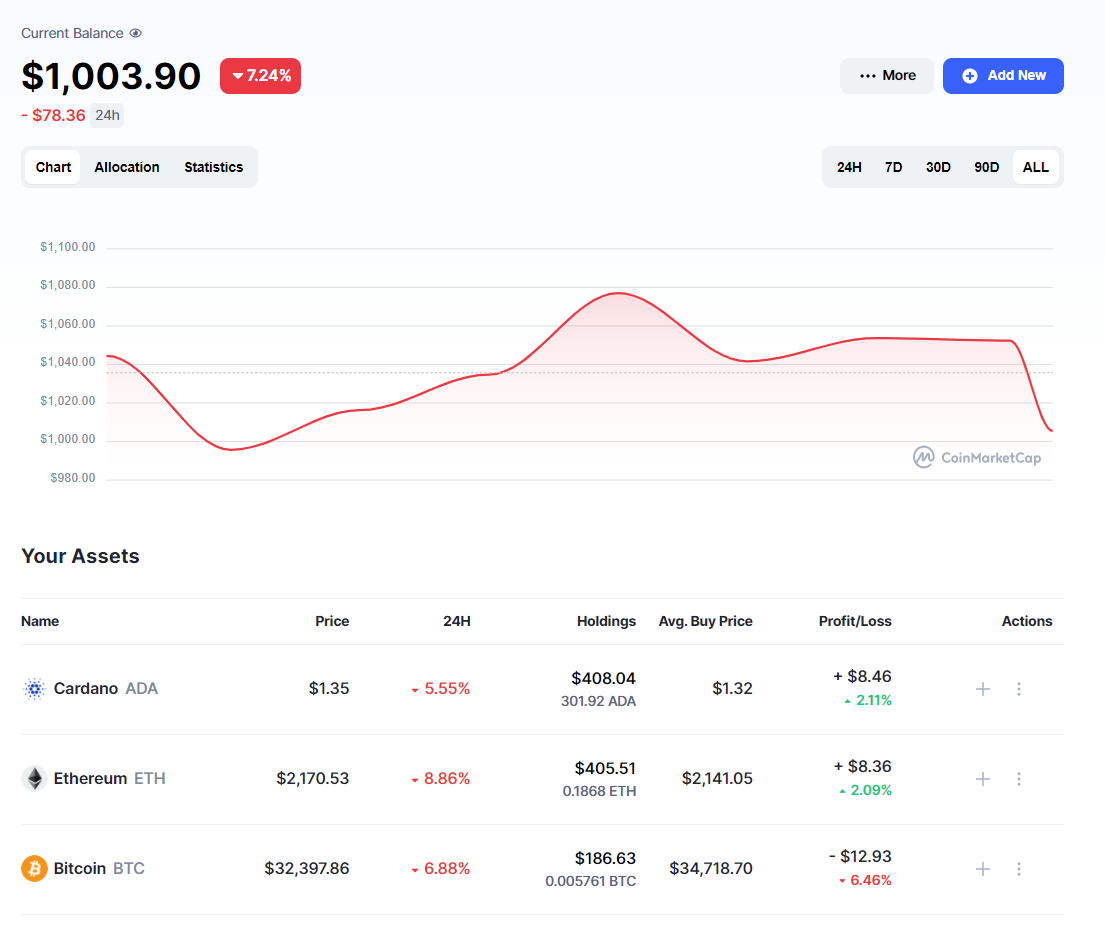 Current Balance
$1,003.90 7.24% More Add New
- $78.36 24h
Chart Allocation Statistics 24H 7D 30D 90D ALL
$1,100.00
$1,080.00
$1,060.00
$1,040.00
$1,020.00
$1,000.00
CoinMarketCap
$980.00
Your Assets
Name Price 24H Holdings Avg. Buy Price Profit/Loss Actions
Cardano ADA $1.35 5.55% $408.04 $1.32 + $8.46
301.92 ADA 2.11%
Ethereum ETH $2,170.53 8.86% $405.51 $2,141.05 + $8.36
0.1868 ETH 2.09%
Bitcoin BTC $32,397.86 6.88% $186.63 $34,718.70 - $12.93
0.005761 BTC 6.46%